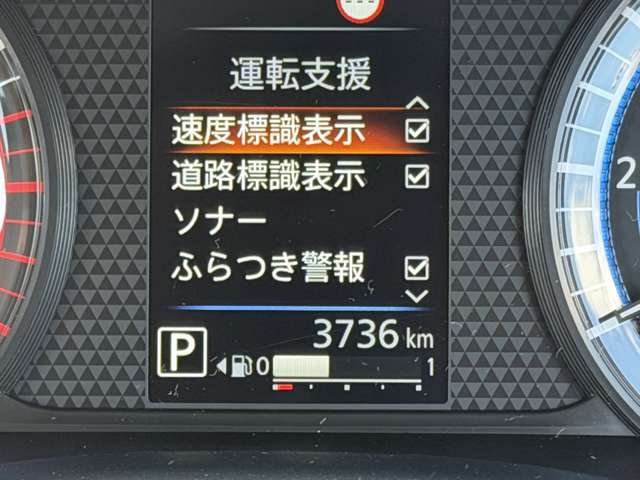 運転支援
速度標識表示
道路標識表示
ソナー
ふらつき警報
3736 km
P 0 1
2